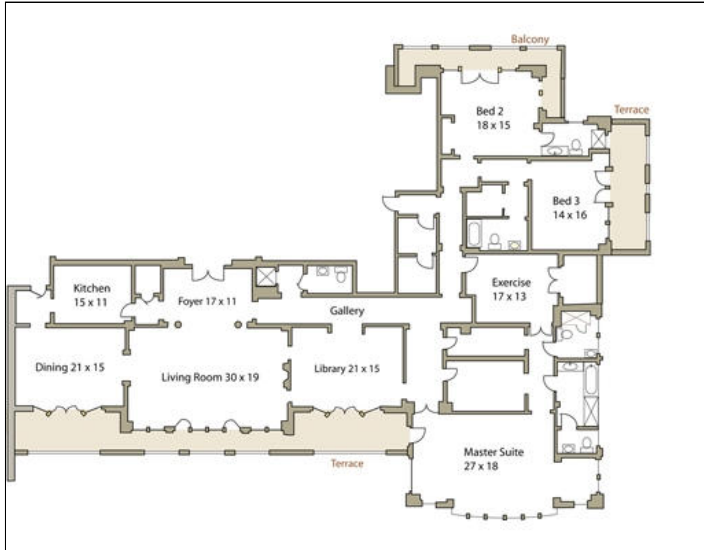 Balcony
Bed 2
18 x 15
Terrace
Bed 3
14 x 16
Kitchen
15 x 11
Foyer 17 x 11
Exercise
17 x 13
Gallery
Dining 21 x 15
Living Room 30 x 19
Library 21 x 15
Master Suite
27 x 18
Terrace